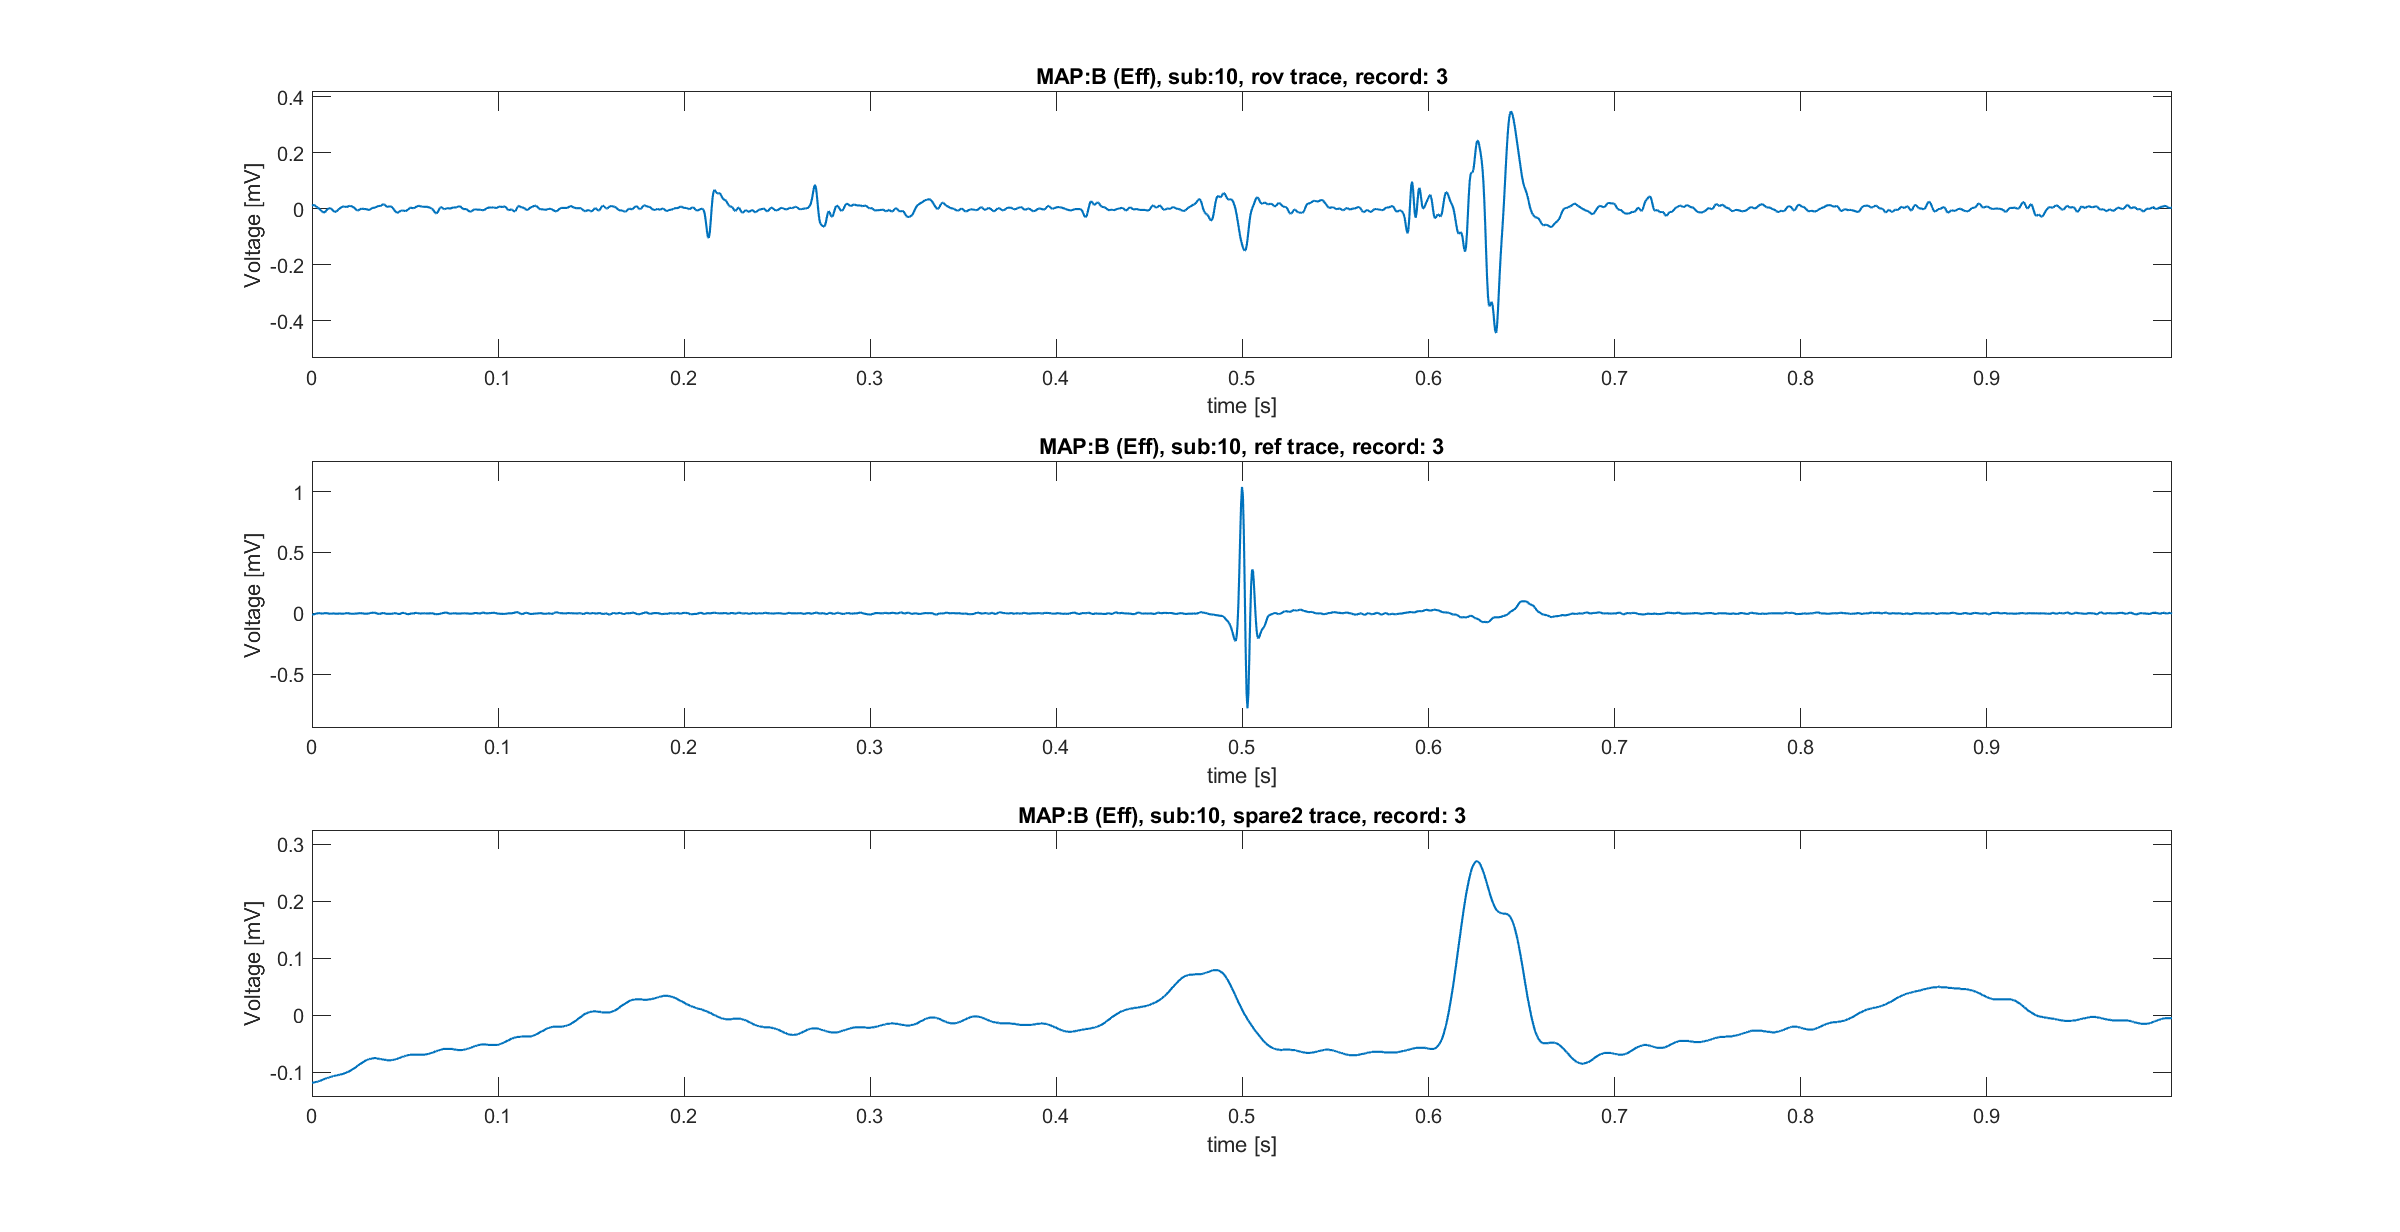 MAP:B (Eff), sub:10, rov trace, record: 3
Voltage [mV]
0.4
0.2
0
-0.2
-0.4
0 0.1 0.2 0.3 0.4 0.5 0.6 0.7 0.8 0.9
time [s]
MAP:B (Eff), sub:10, ref trace, record: 3
Voltage [mV]
1
0.5
0
-0.5
0 0.1 0.2 0.3 0.4 0.5 0.6 0.7 0.8 0.9
time [s]
MAP:B (Eff), sub:10, spare2 trace, record: 3
Voltage [mV]
0.3
0.2
0.1
0
-0.1
0 0.1 0.2 0.3 0.4 0.5 0.6 0.7 0.8 0.9
time [s]